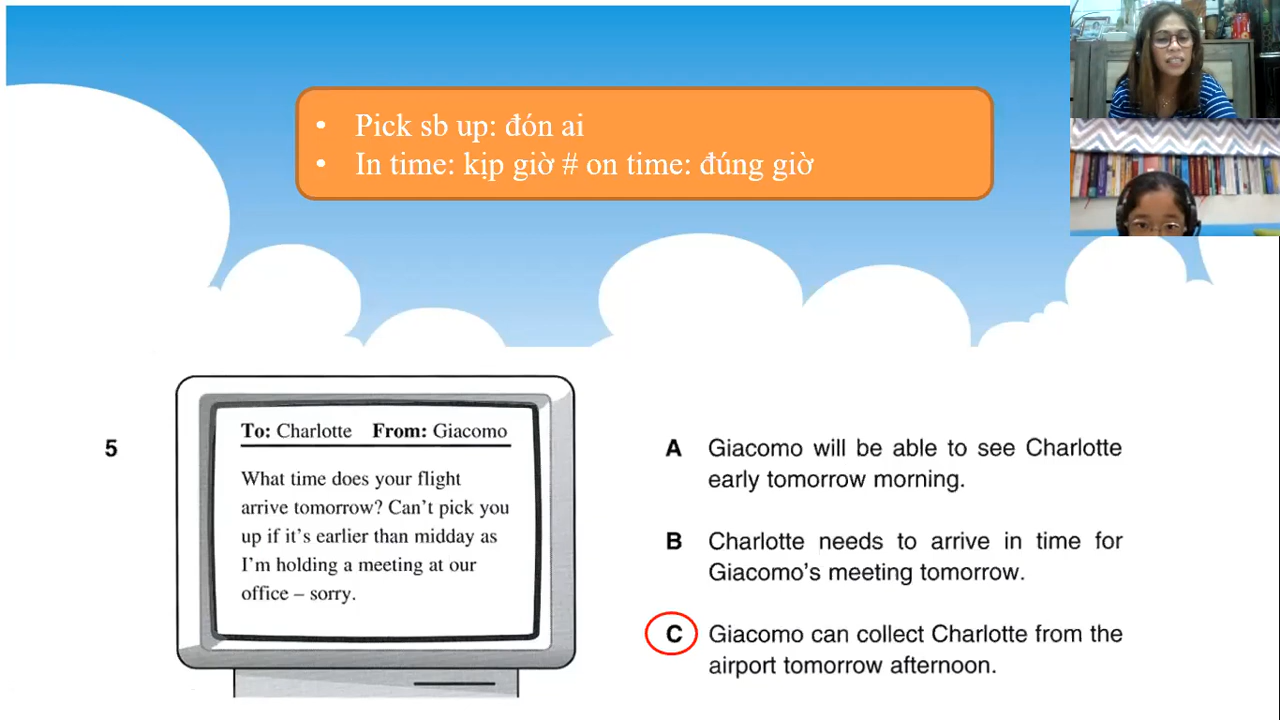 • Pick sb up: đón ai
• In time: kịp giờ # on time: đúng giờ
5
To: Charlotte From: Giacomo
What time does your flight
arrive tomorrow? Can't pick you
up if it's earlier than midday as
I'm holding a meeting at our
office – sorry.
A Giacomo will be able to see Charlotte
early tomorrow morning.
B Charlotte needs to arrive in time for
Giacomo's meeting tomorrow.
C Giacomo can collect Charlotte from the
airport tomorrow afternoon.